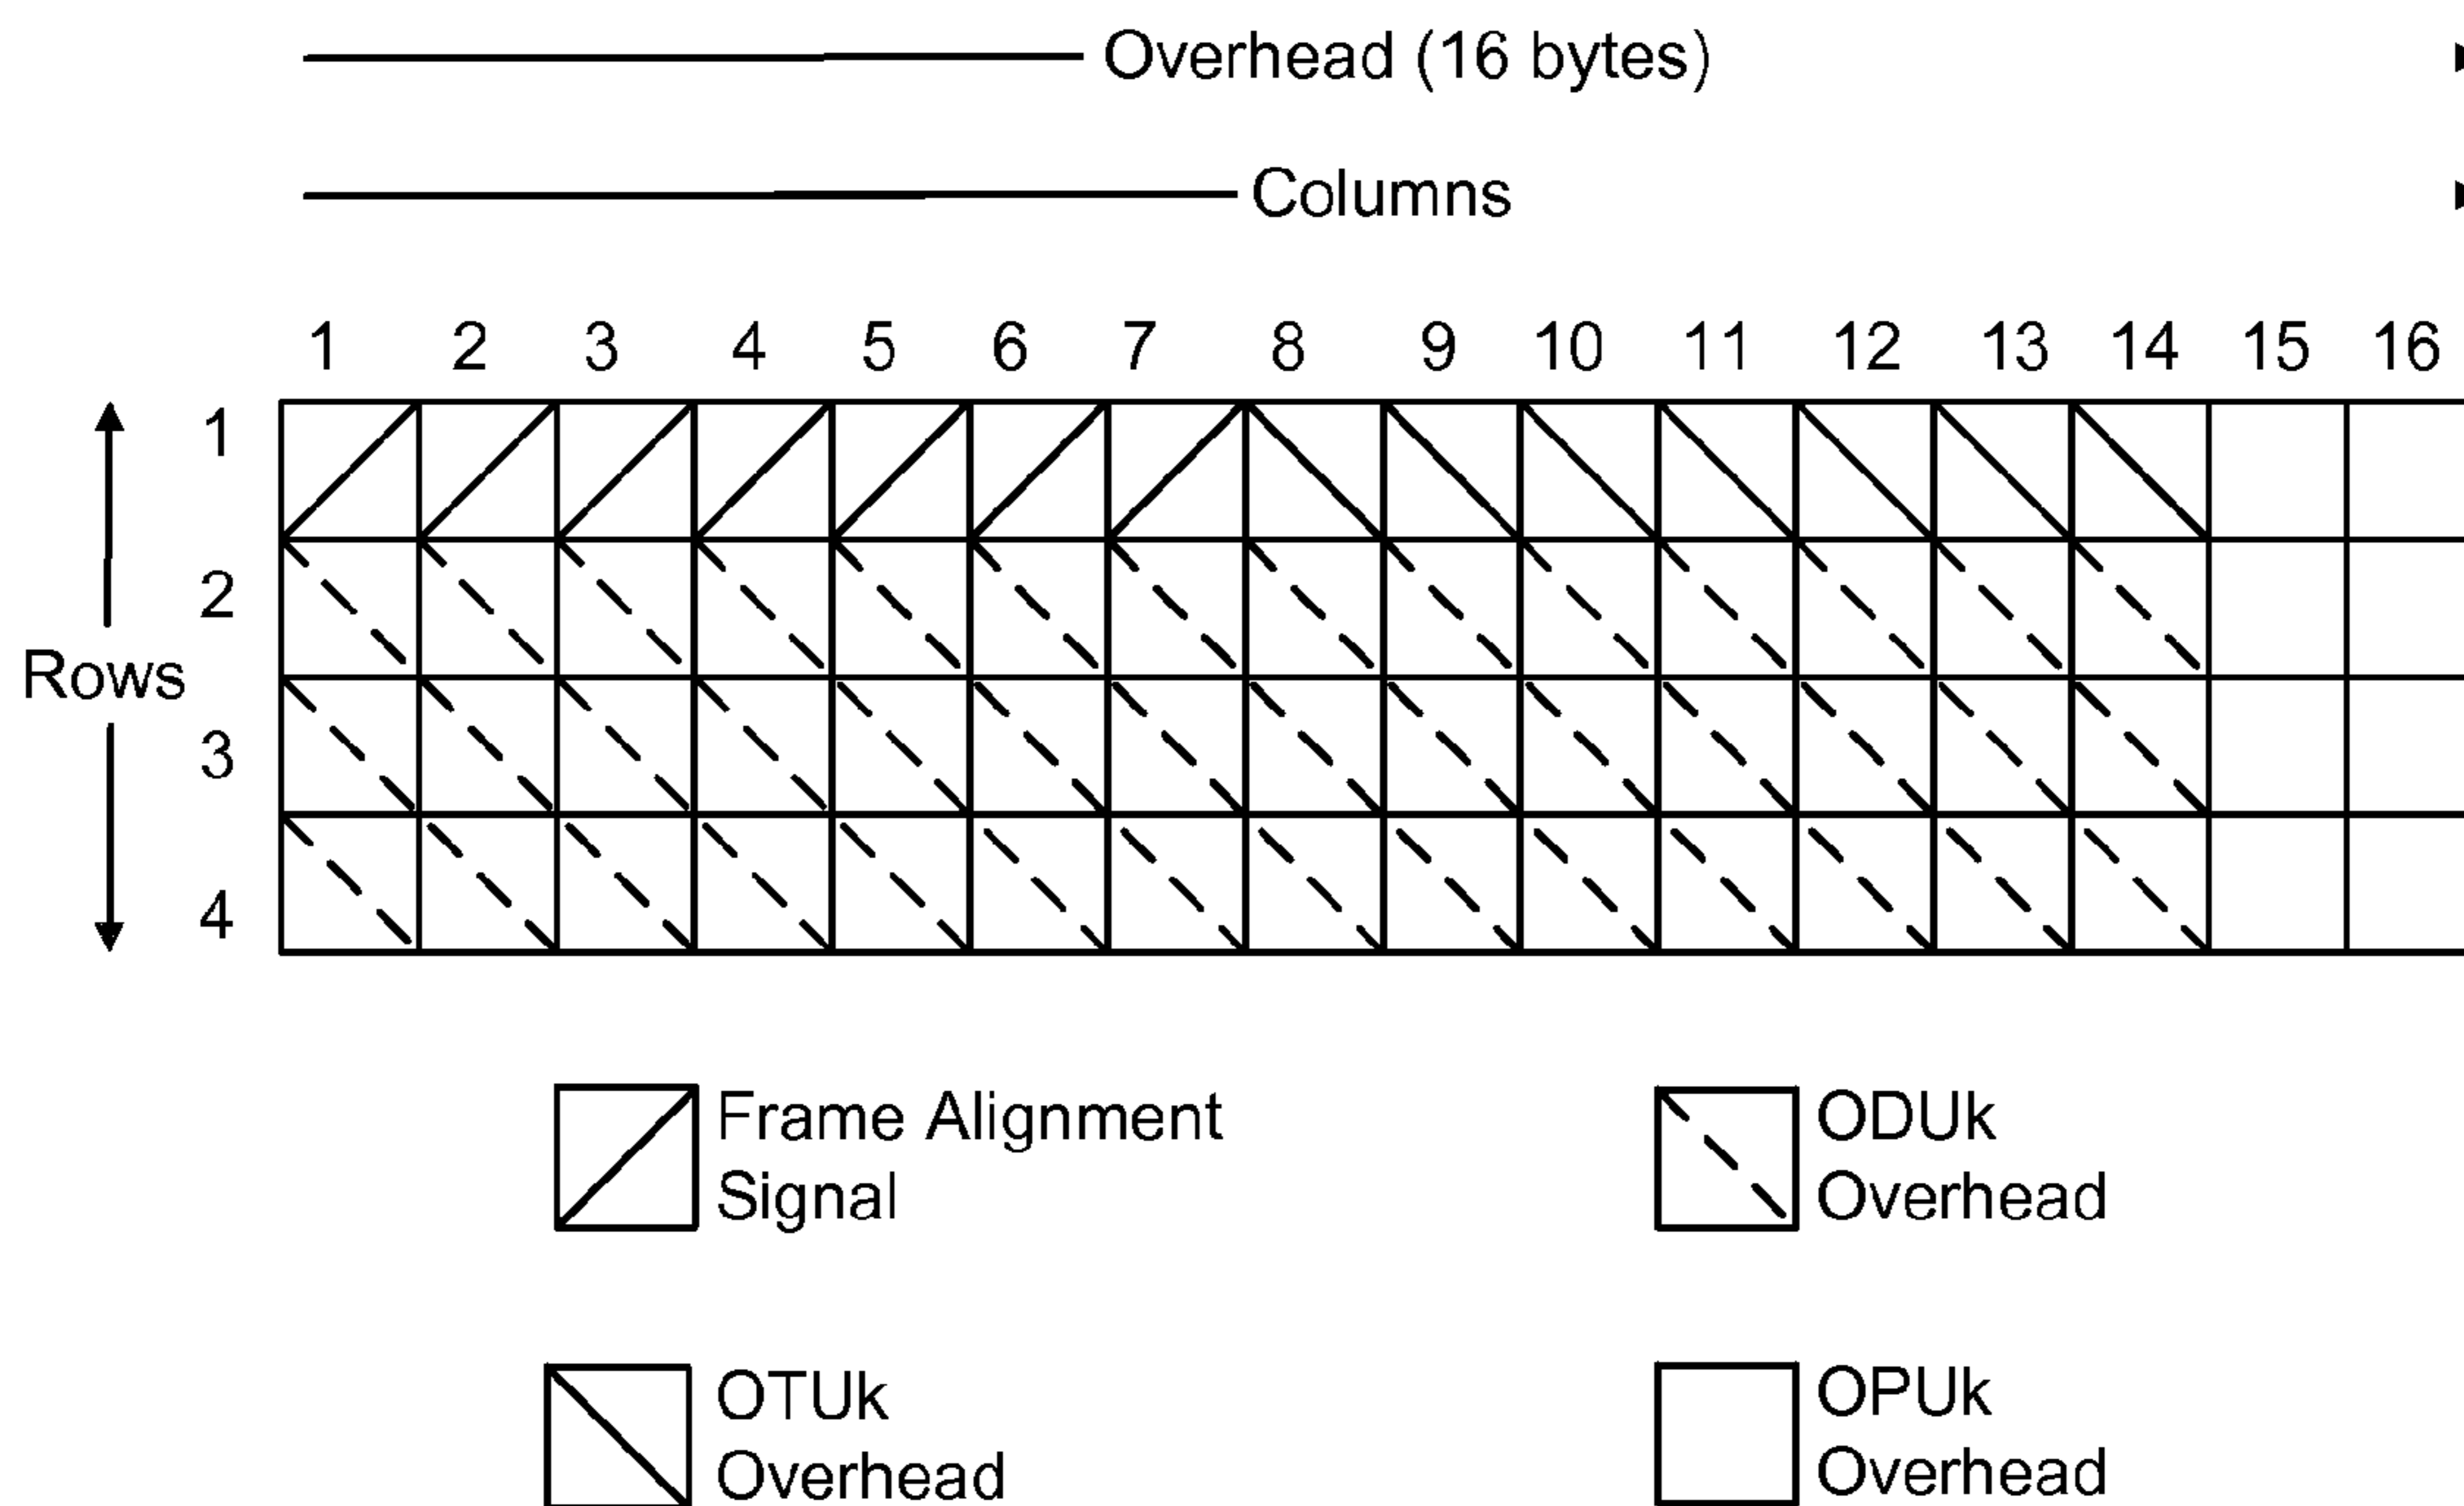 Overhead (16 bytes)
Columns
1 2 3 4 5 6 7 8 9 10 11 12 13 14 15 16
1
2
Rows
3
4
Frame Alignment
Signal
ODUk
Overhead
OTUk
Overhead
OPUk
Overhead